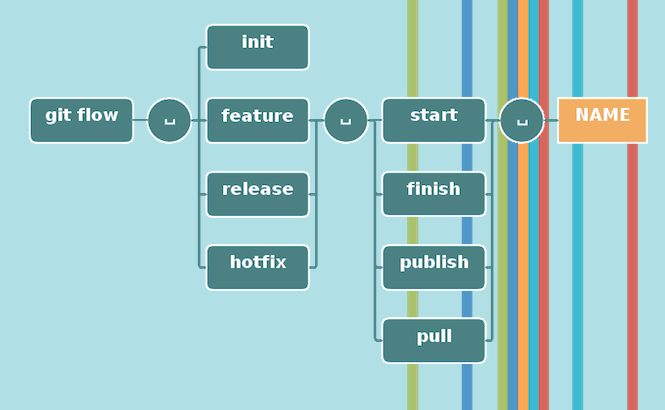 init
git flow ␣ feature ␣ start ␣ NAME
release finish
hotfix publish
pull